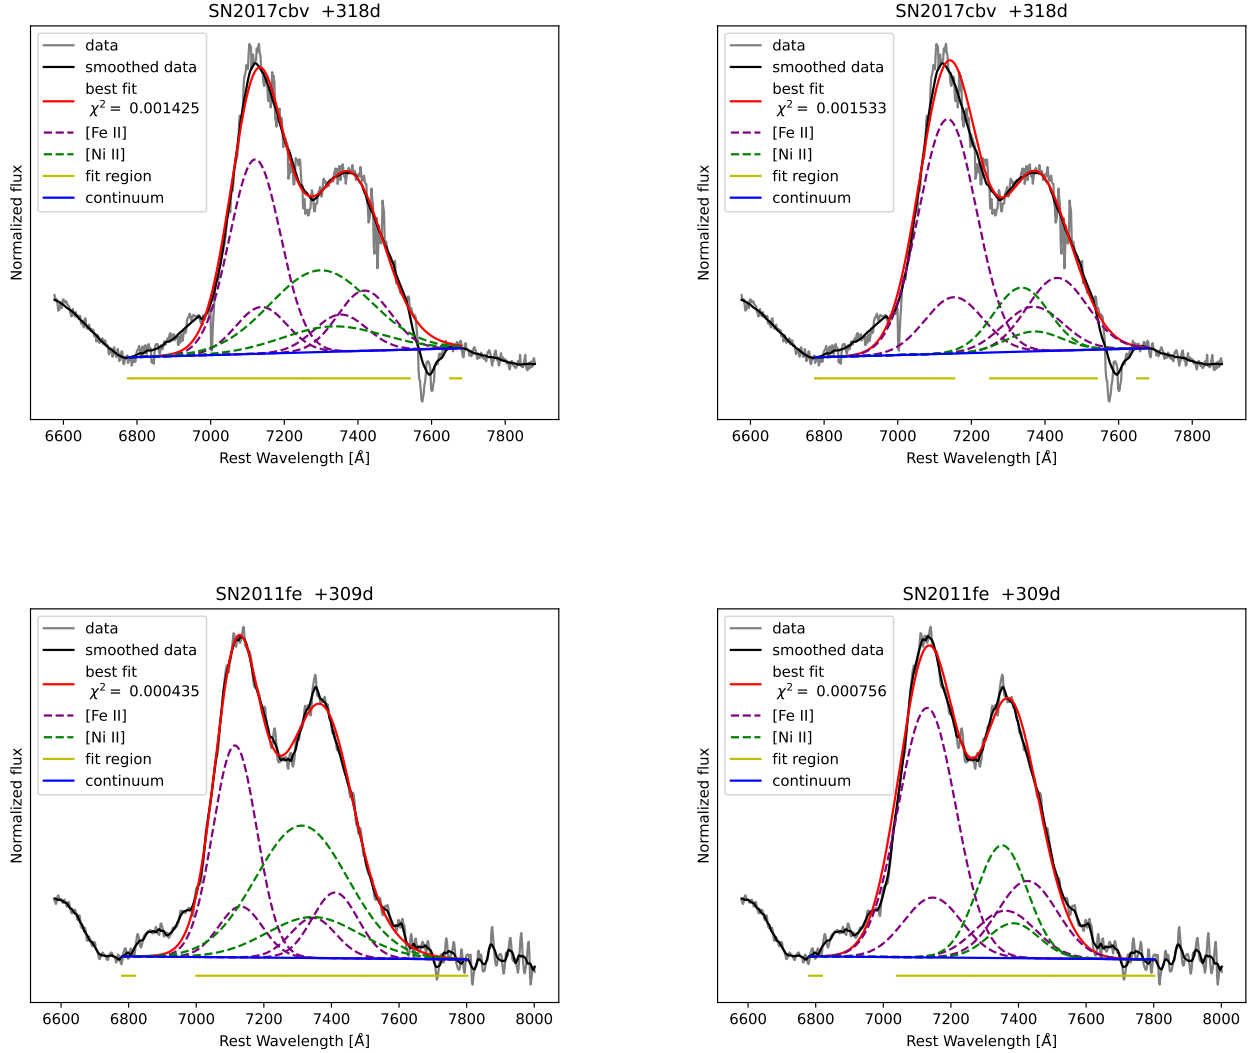 SN2017cbv +318d
data
smoothed data
best fit
χ² = 0.001425
[Fe II]
[Ni II]
fit region
continuum
Normalized flux
6600 6800 7000 7200 7400 7600 7800
Rest Wavelength [Å]
SN2017cbv +318d
data
smoothed data
best fit
χ² = 0.001533
[Fe II]
[Ni II]
fit region
continuum
Normalized flux
6600 6800 7000 7200 7400 7600 7800
Rest Wavelength [Å]
SN2011fe +309d
data
smoothed data
best fit
χ² = 0.000435
[Fe II]
[Ni II]
fit region
continuum
Normalized flux
6600 6800 7000 7200 7400 7600 7800 8000
Rest Wavelength [Å]
SN2011fe +309d
data
smoothed data
best fit
χ² = 0.000756
[Fe II]
[Ni II]
fit region
continuum
Normalized flux
6600 6800 7000 7200 7400 7600 7800 8000
Rest Wavelength [Å]